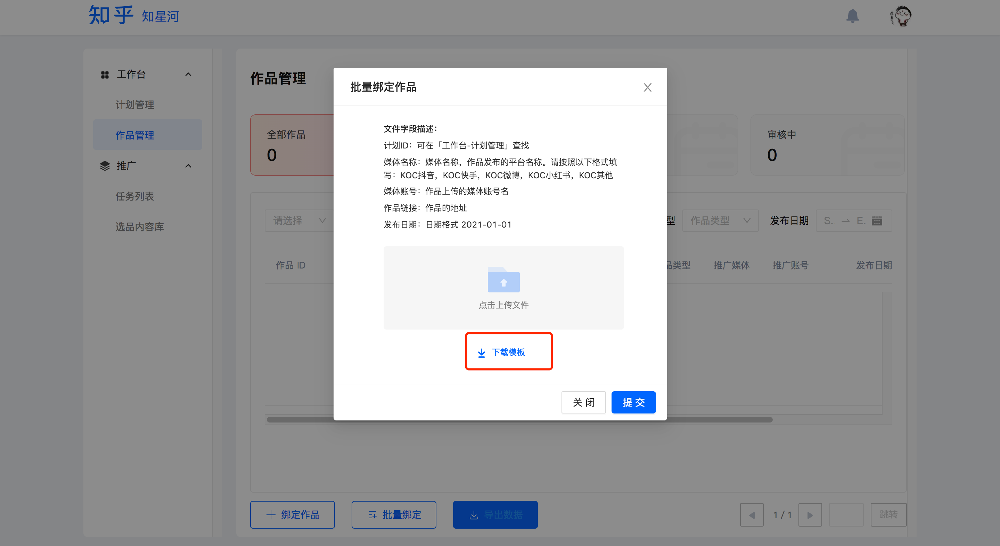 知乎 知星河
工作台
计划管理
作品管理
推广
任务列表
选品内容库
作品管理
全部作品
0
审核中
0
请选择
型
作品类型
发布日期
S.
E.
作品 ID
品类型
推广媒体
推广账号
发布日期
批量绑定作品
文件字段描述：
计划ID：可在「工作台-计划管理」查找
媒体名称：媒体名称，作品发布的平台名称。请按照以下格式填
写：KOC抖音，KOC快手，KOC微博，KOC小红书，KOC其他
媒体账号：作品上传的媒体账号名
作品链接：作品的地址
发布日期：日期格式 2021-01-01
点击上传文件
下载模板
关 闭
提 交
绑定作品
批量绑定
导出数据
1 / 1
跳转